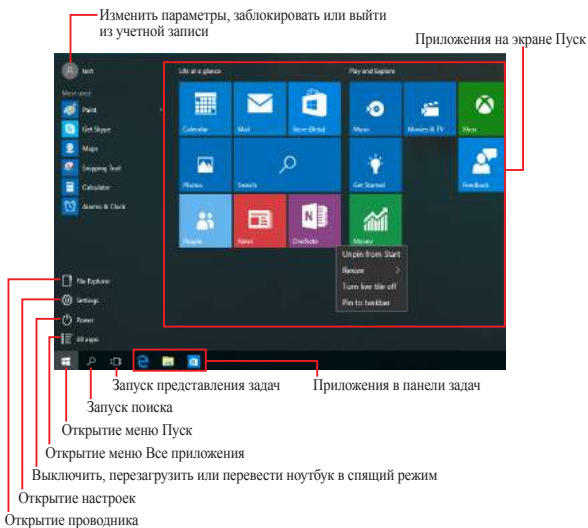 Изменить параметры, заблокировать или выйти
из учетной записи
Приложения на экране Пуск
text
Life at a glance
Play and Explore
Most used
Paint
Get Skype
Maps
Snipping Tool
Calculator
Alarms & Clock
Calendar
Mail
Store (Beta)
Music
Movies & TV
Xbox
Photos
Search
Get Started
Feedback
People
News
OneNote
Money
Unpin from Start
Resize
Turn live tile off
Pin to taskbar
File Explorer
Settings
Power
All apps
Запуск представления задач
Приложения в панели задач
Запуск поиска
Открытие меню Пуск
Открытие меню Все приложения
Выключить, перезагрузить или перевести ноутбук в спящий режим
Открытие настроек
Открытие проводника